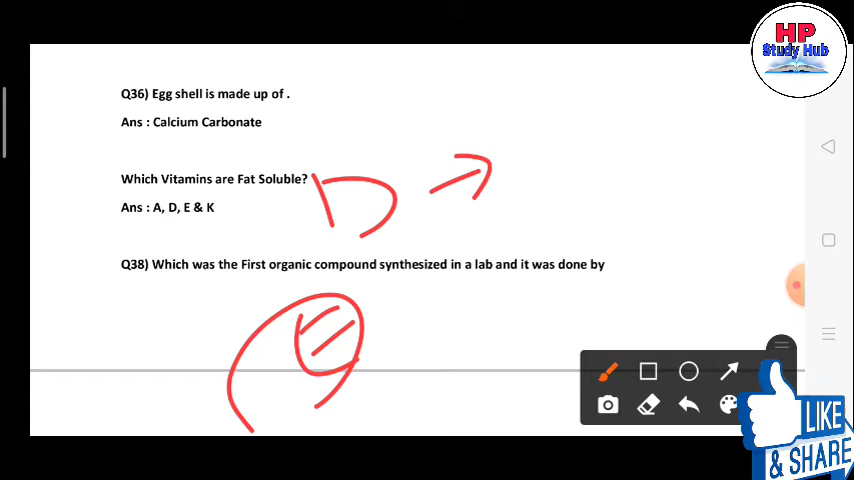 HP
Study Hub
Q36) Egg shell is made up of .
Ans : Calcium Carbonate
Which Vitamins are Fat Soluble?
D →
Ans : A, D, E & K
Q38) Which was the First organic compound synthesized in a lab and it was done by
LIKE
& SHARE